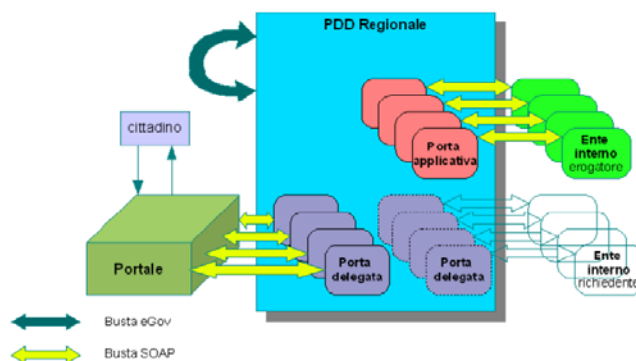 PDD Regionale
cittadino
Porta
applicativa
Ente
interno
erogatore
Portale
Porta
delegata
Porta
delegata
Ente
interno
richiedente
Busta eGov
Busta SOAP